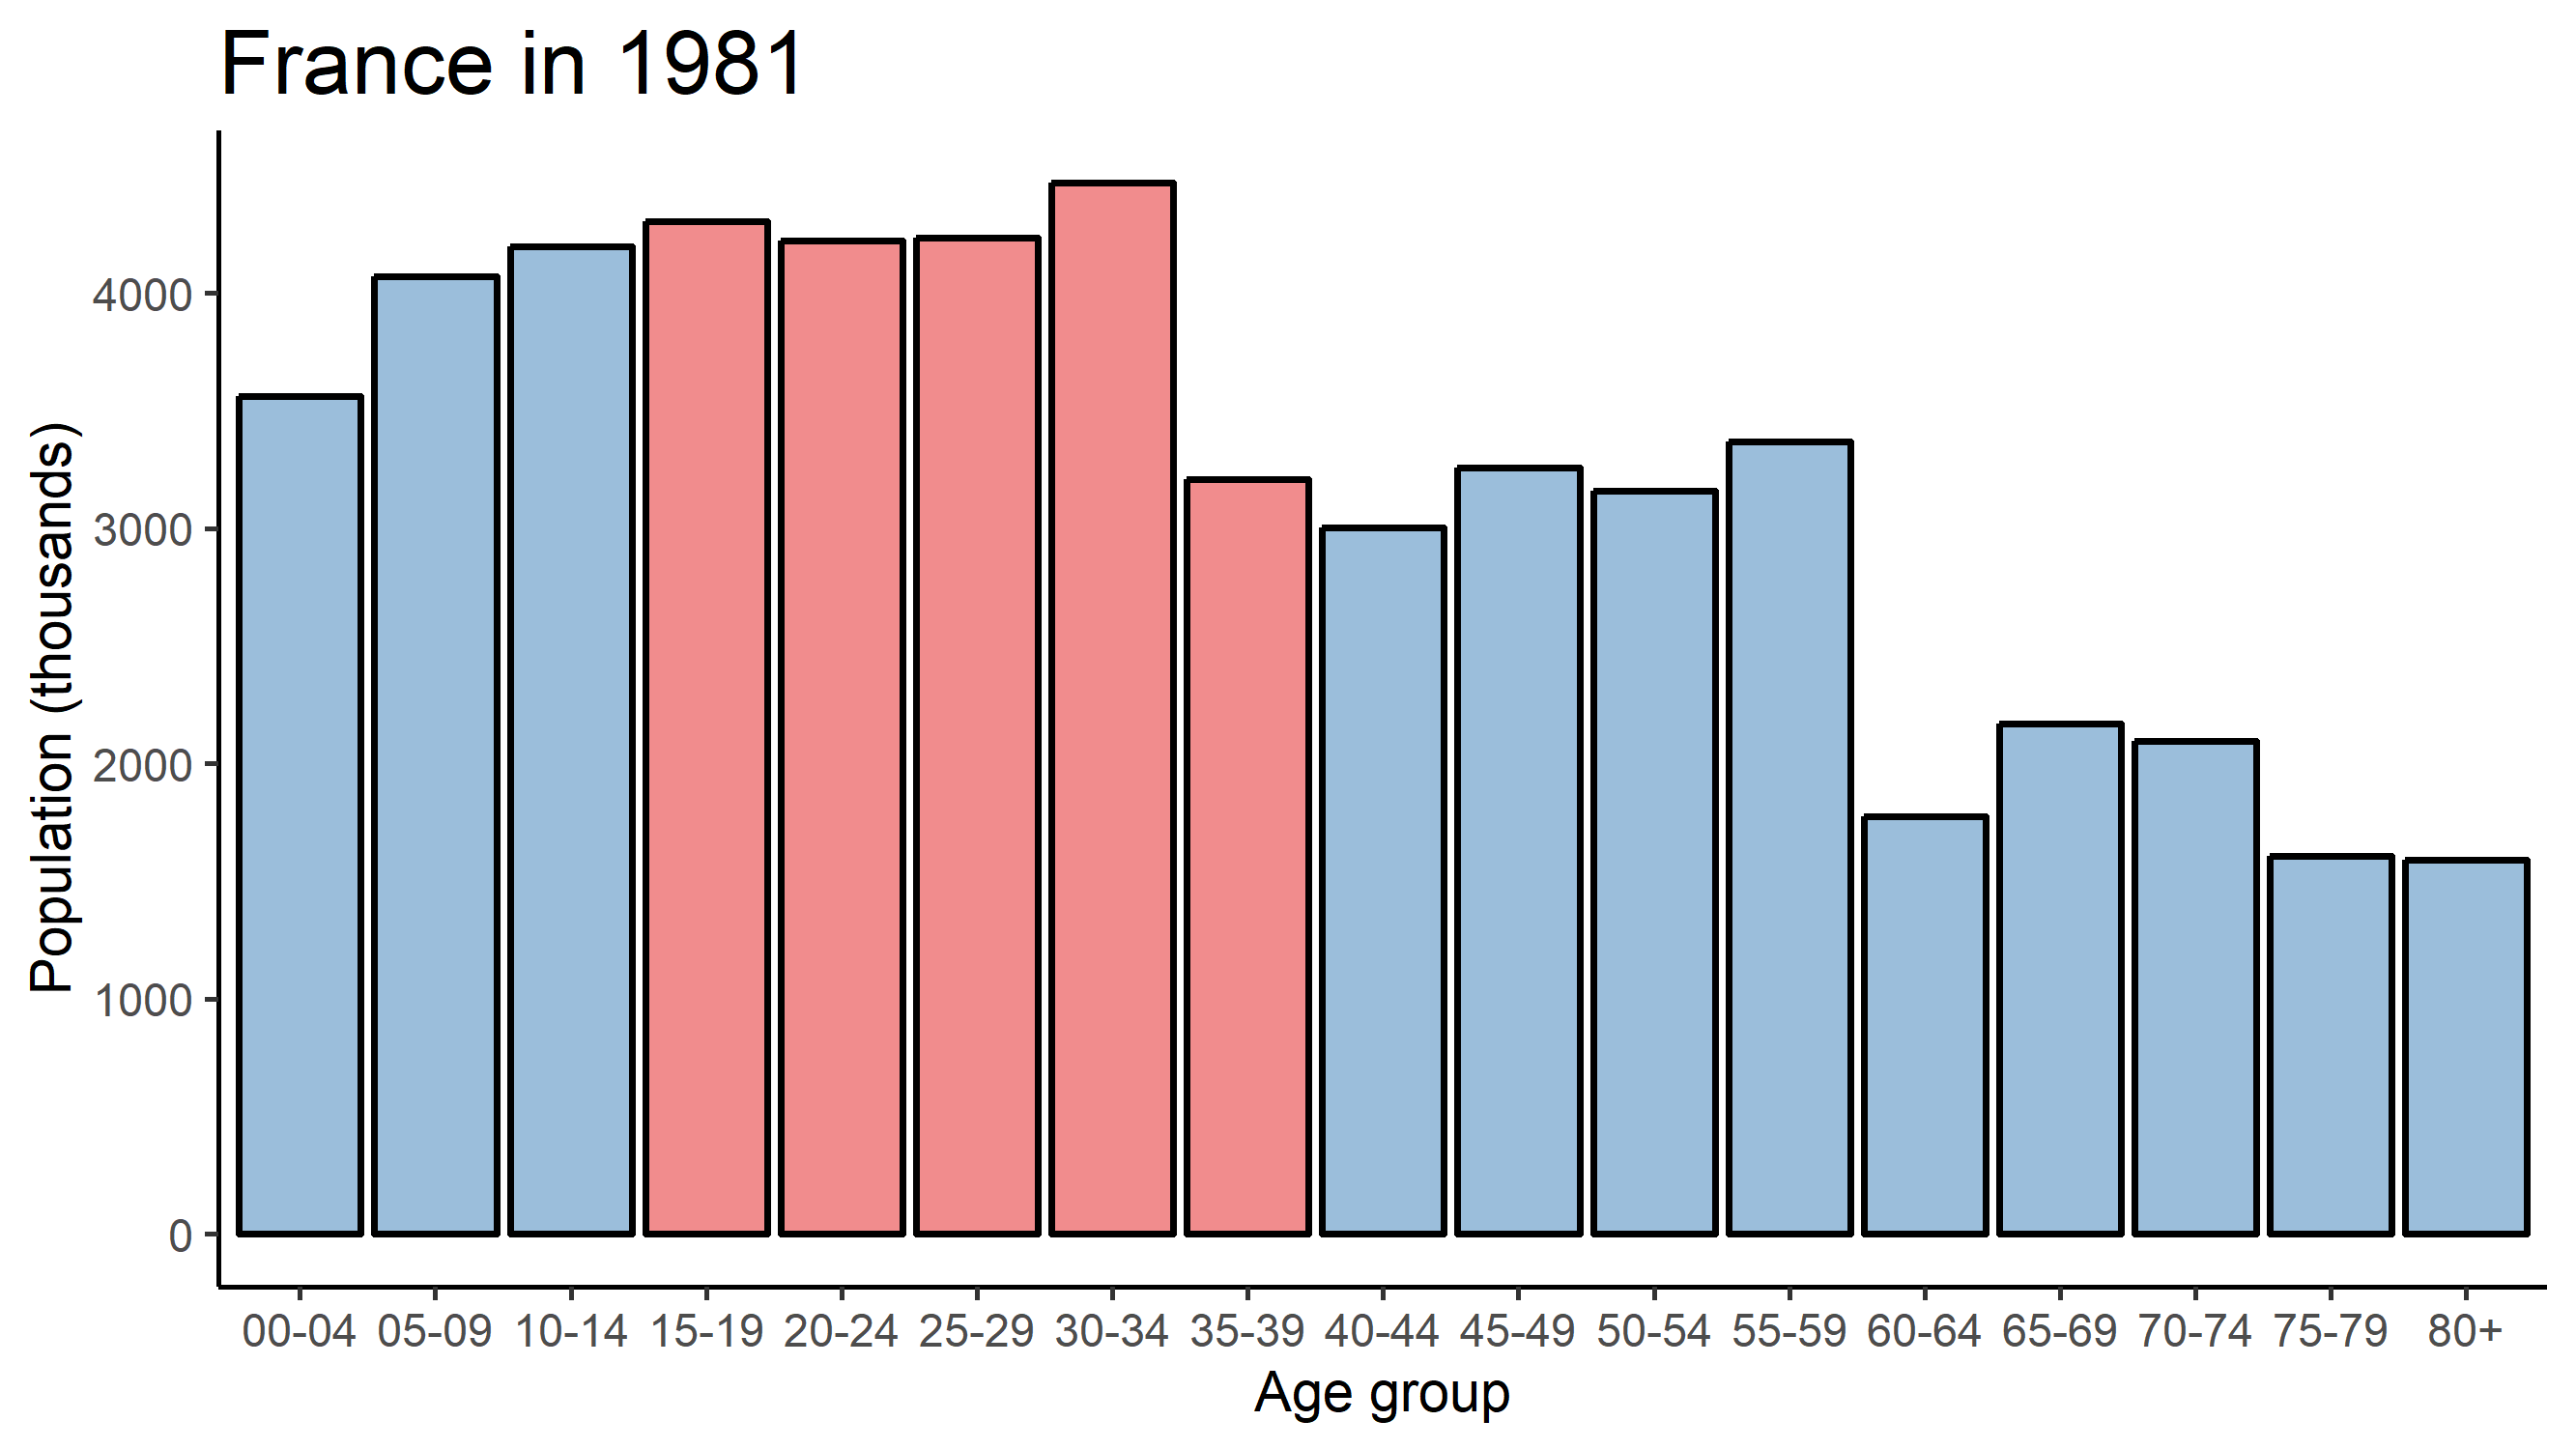 France in 1981
Population (thousands)
4000
3000
2000
1000
0
00-04 05-09 10-14 15-19 20-24 25-29 30-34 35-39 40-44 45-49 50-54 55-59 60-64 65-69 70-74 75-79 80+
Age group